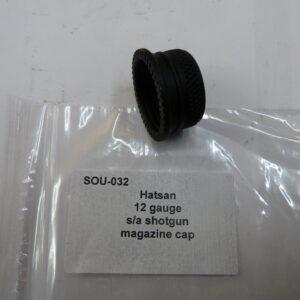 SOU-032
Hatsan
12 gauge
s/a shotgun
magazine cap